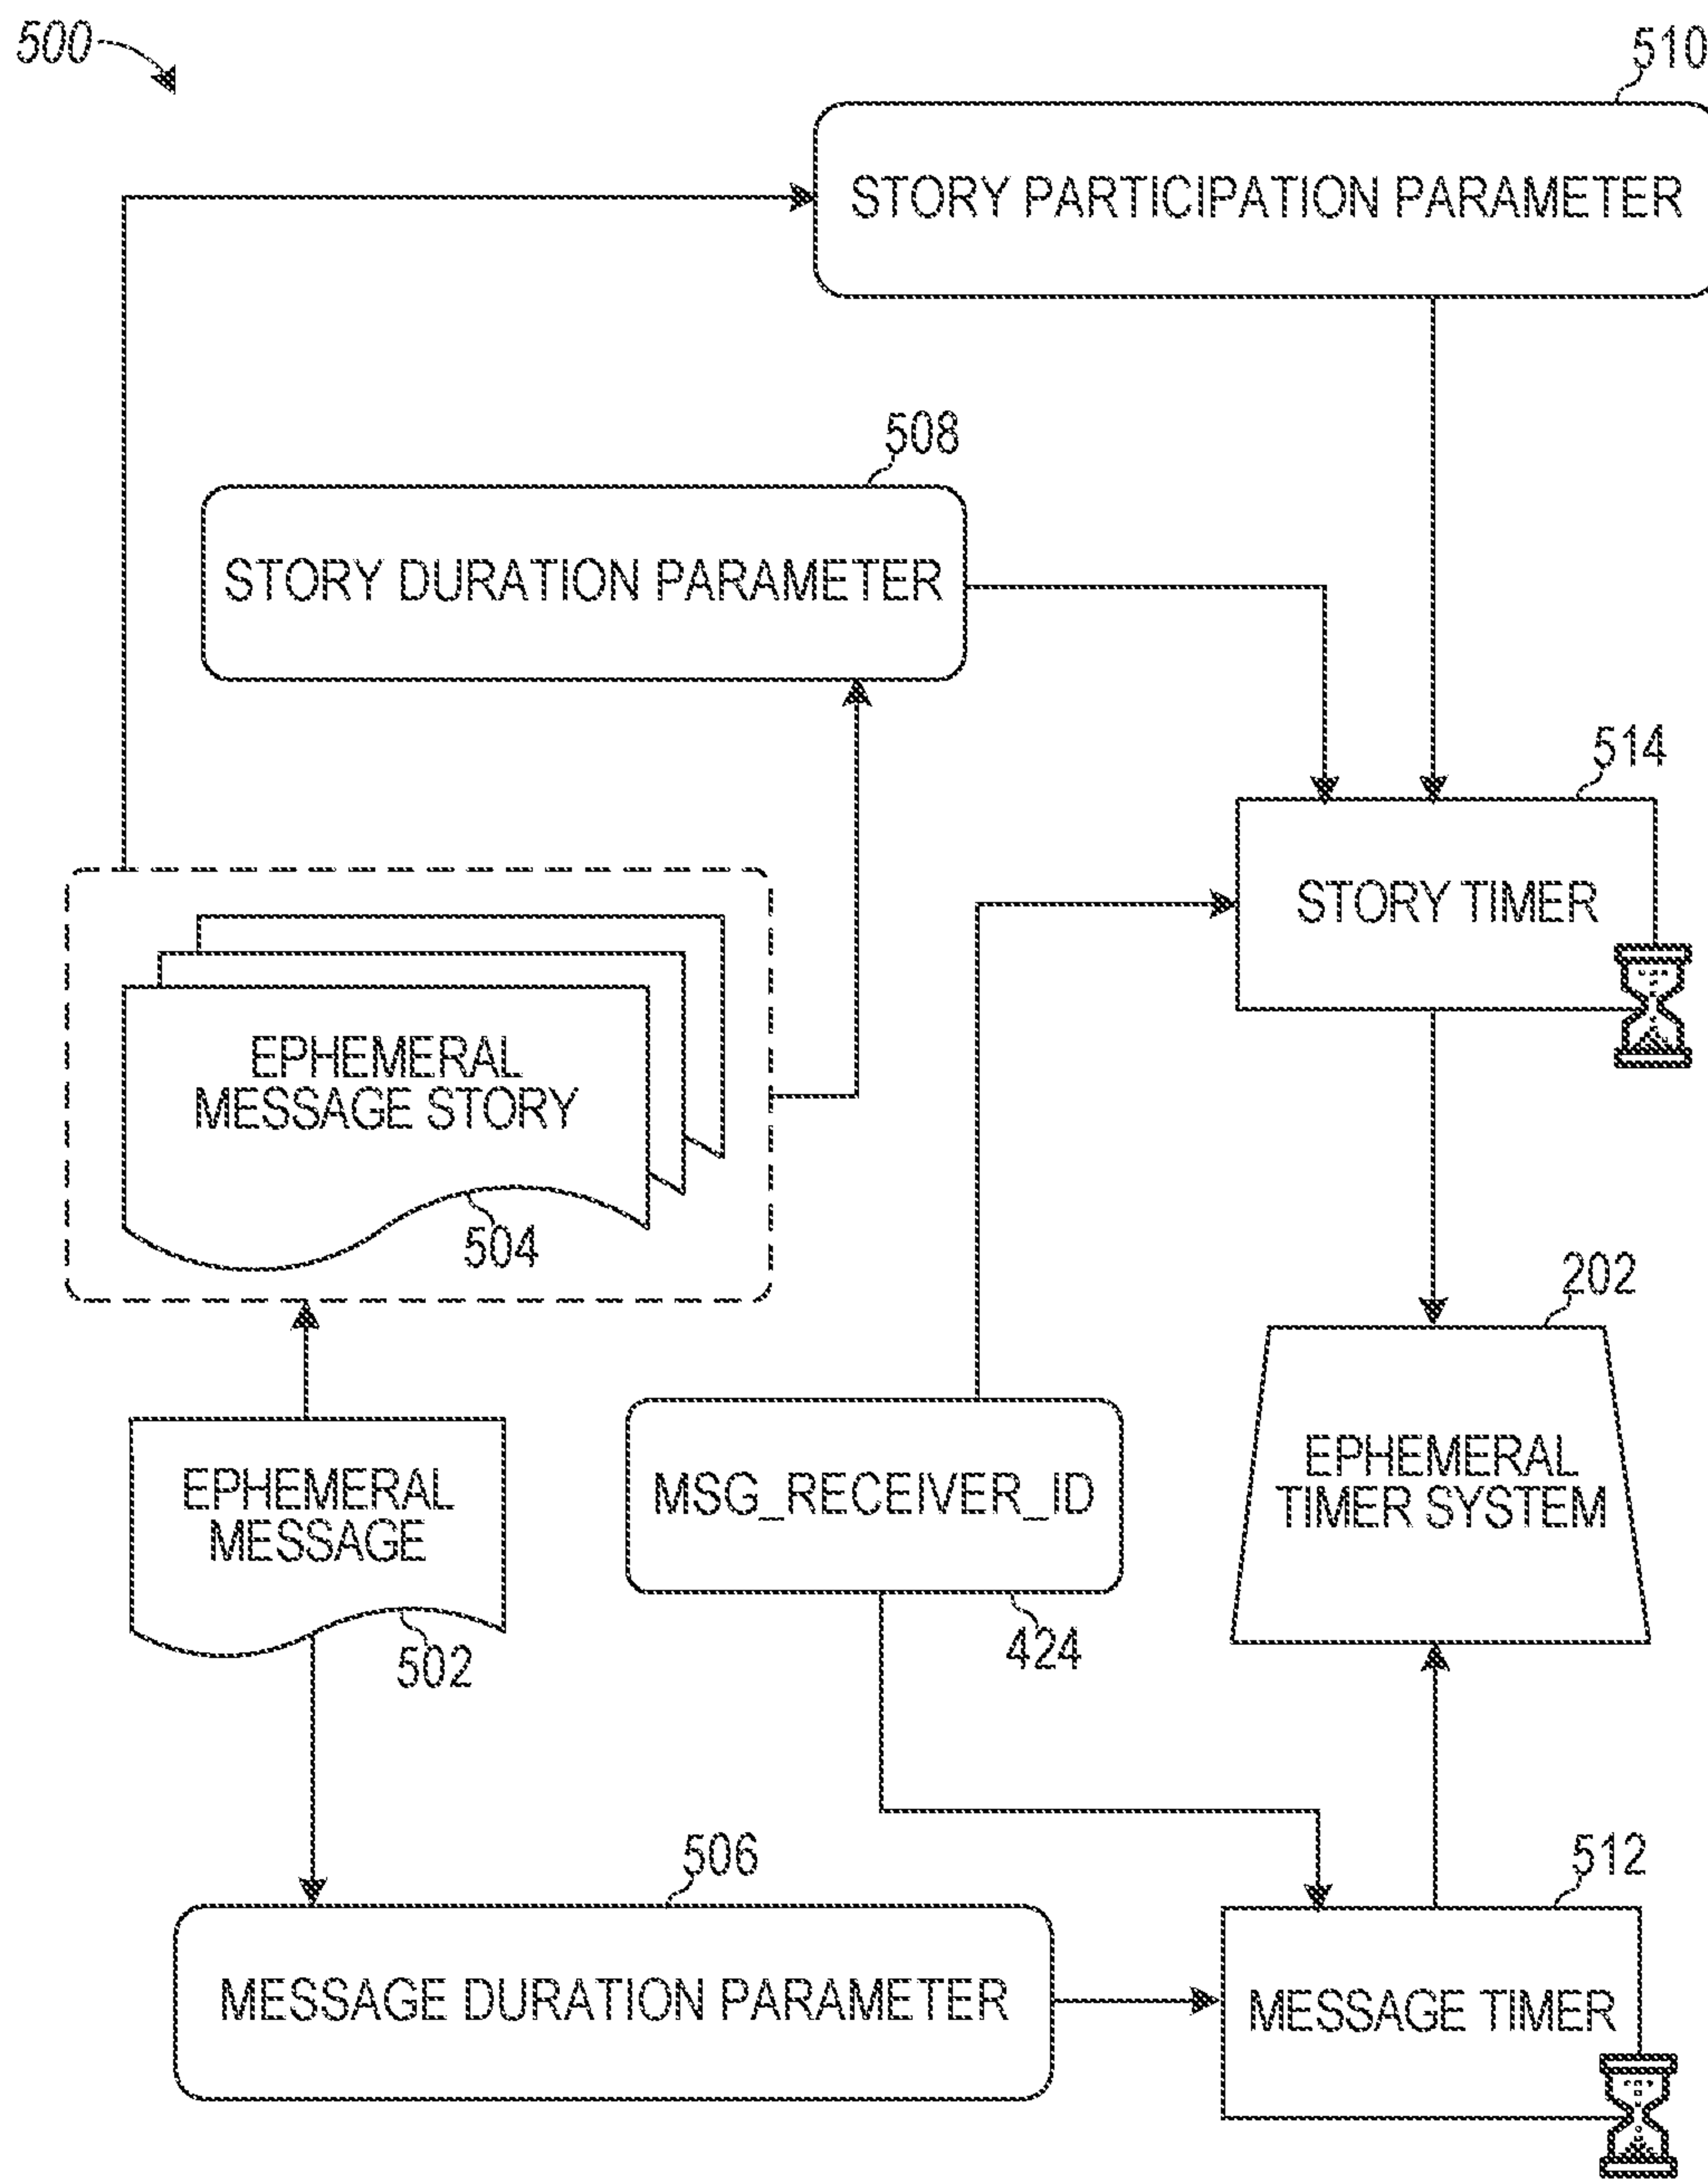 500
510
STORY PARTICIPATION PARAMETER
508
STORY DURATION PARAMETER
514
STORY TIMER
EPHEMERAL
MESSAGE STORY
504
202
EPHEMERAL
TIMER SYSTEM
EPHEMERAL
MESSAGE
502
MSG_RECEIVER_ID
424
506
MESSAGE DURATION PARAMETER
512
MESSAGE TIMER